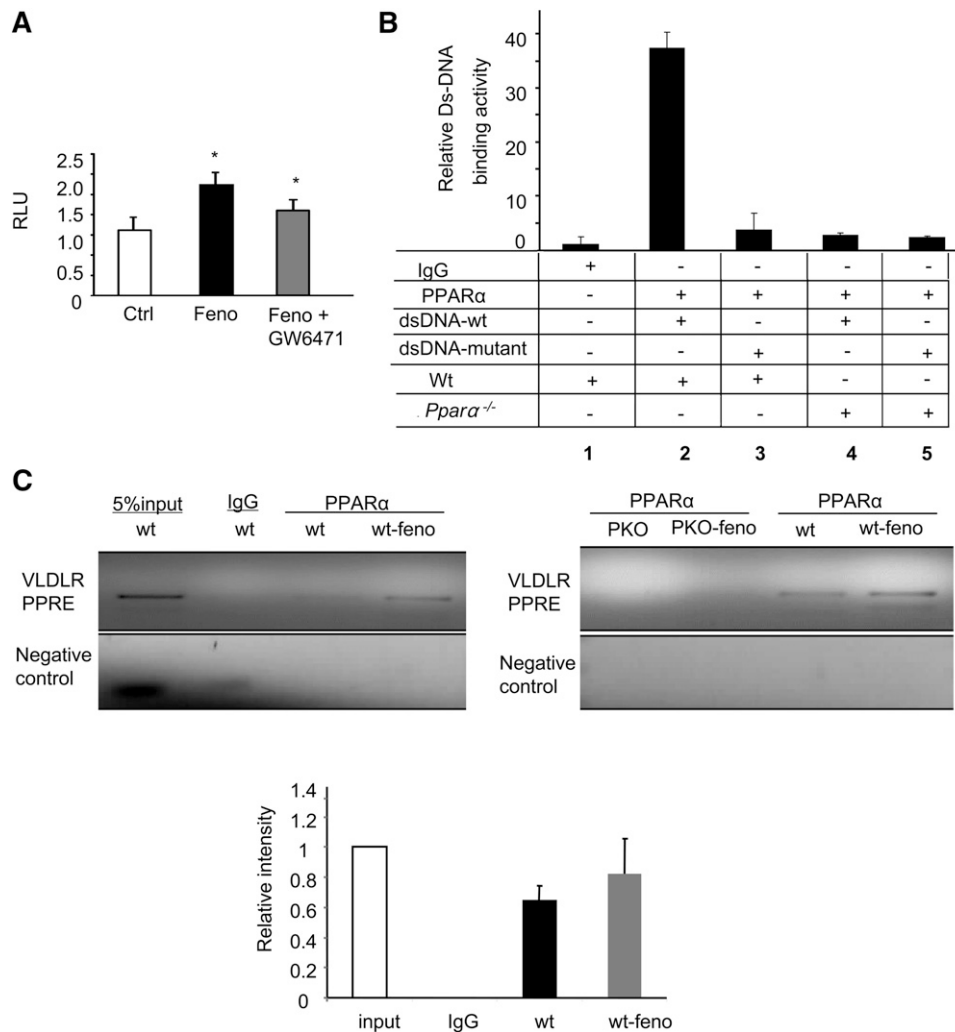 A
RLU
2.5
2.0
1.5
1.0
0.5
0
*
*
Ctrl
Feno
Feno +
GW6471
B
Relative Ds-DNA
binding activity
40
30
20
10
0
IgG + - - - -
PPARα - + + + +
dsDNA-wt - + - + -
dsDNA-mutant - - + - +
Wt + + + - -
. Pparα -/- - - - + +
1 2 3 4 5
C
5%input IgG PPARα
wt wt wt wt-feno
VLDLR
PPRE
Negative
control
PPARα PPARα
PKO PKO-feno wt wt-feno
VLDLR
PPRE
Negative
control
Relative intensity
1.4
1.2
1
0.8
0.6
0.4
0.2
0
input IgG wt wt-feno